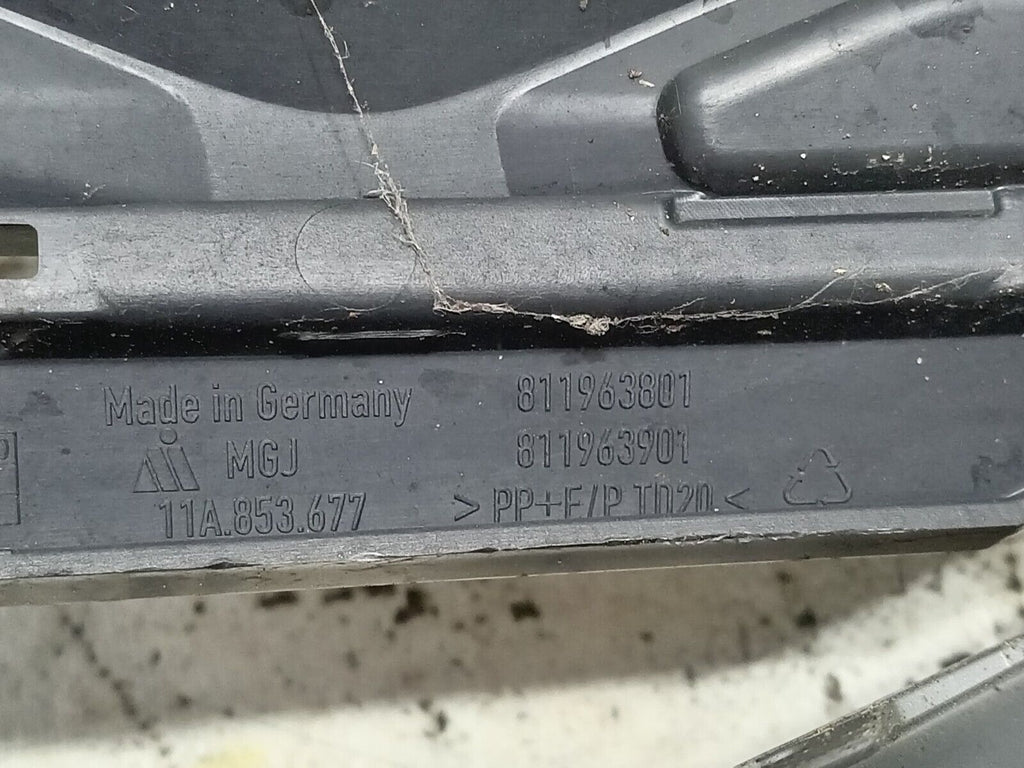 Made in Germany
MGJ
11A.853.677
811963801
811963901
> PP+E/P TD20 <
P